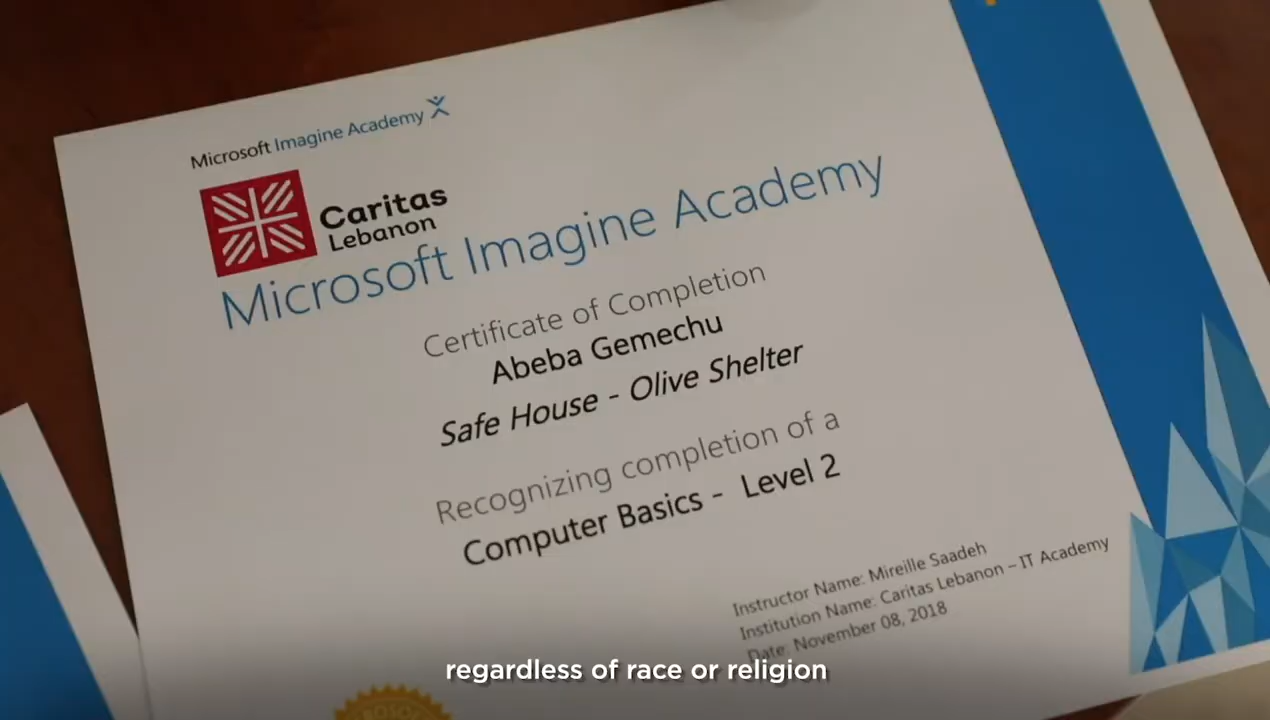 Microsoft Imagine Academy
Caritas
Lebanon
Microsoft Imagine Academy
Certificate of Completion
Abeba Gemechu
Safe House - Olive Shelter
Recognizing completion of a
Computer Basics - Level 2
Instructor Name: Mireille Saadeh
Institution Name: Caritas Lebanon – IT Academy
Date: November 08, 2018
regardless of race or religion